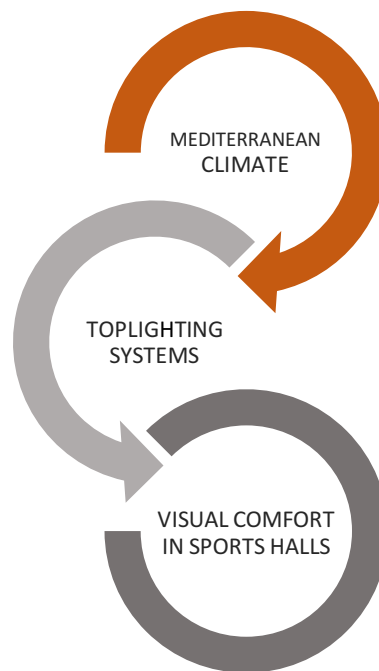 MEDITERRANEAN
CLIMATE
TOPLIGHTING
SYSTEMS
VISUAL COMFORT
IN SPORTS HALLS